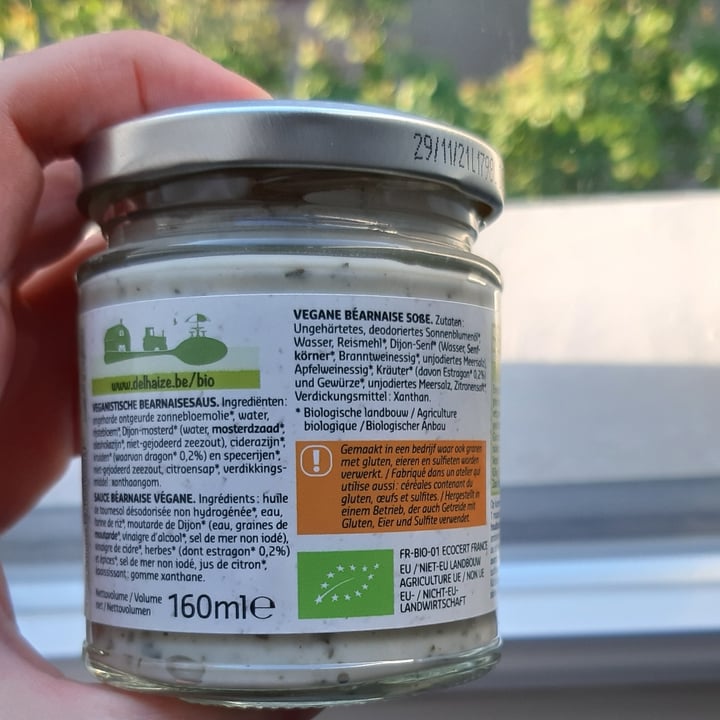 29/11/21L1798
www.delhaize.be/bio
VEGANISTISCHE BEARNAISESAUS. Ingrediënten:
ongeharde ontgeurde zonnebloemolie*, water,
rijstebloem*, Dijon-mosterd* (water, mosterdzaad*,
alcoholazijn*, niet-gejodeerd zeezout), ciderazijn*,
kruiden* (waarvan dragon* 0,2%) en specerijen*,
niet-gejodeerd zeezout, citroensap*, verdikkings-
middel: xanthaangom.
SAUCE BÉARNAISE VÉGANE. Ingrédients: huile
de tournesol désodorisée non hydrogénée*, eau,
farine de riz*, moutarde de Dijon* (eau, graines de
moutarde*, vinaigre d'alcool*, sel de mer non iodé),
vinaigre de cidre*, herbes* (dont estragon* 0,2%)
et épices*, sel de mer non iodé, jus de citron*,
épaississant: gomme xanthane.
Nettovolume / Volume
net / Nettovolumen
160ml℮
VEGANE BÉARNAISE SOßE. Zutaten:
Ungehärtetes, deodoriertes Sonnenblumenöl*,
Wasser, Reismehl*, Dijon-Senf* (Wasser, Senf-
körner*, Branntweinessig*, unjodiertes Meersalz),
Apfelweinessig*, Kräuter* (davon Estragon* 0,2%)
und Gewürze*, unjodiertes Meersalz, Zitronensaft*,
Verdickungsmittel: Xanthan.
* Biologische landbouw / Agriculture
biologique / Biologischer Anbau
! Gemaakt in een bedrijf waar ook granen
met gluten, eieren en sulfieten worden
verwerkt. / Fabriqué dans un atelier qui
utilise aussi: céréales contenant du
gluten, œufs et sulfites. / Hergestellt in
einem Betrieb, der auch Getreide mit
Gluten, Eier und Sulfite verwendet.
FR-BIO-01 ECOCERT FRANCE
EU / NIET-EU LANDBOUW
AGRICULTURE UE / NON UE
EU- / NICHT-EU-
LANDWIRTSCHAFT